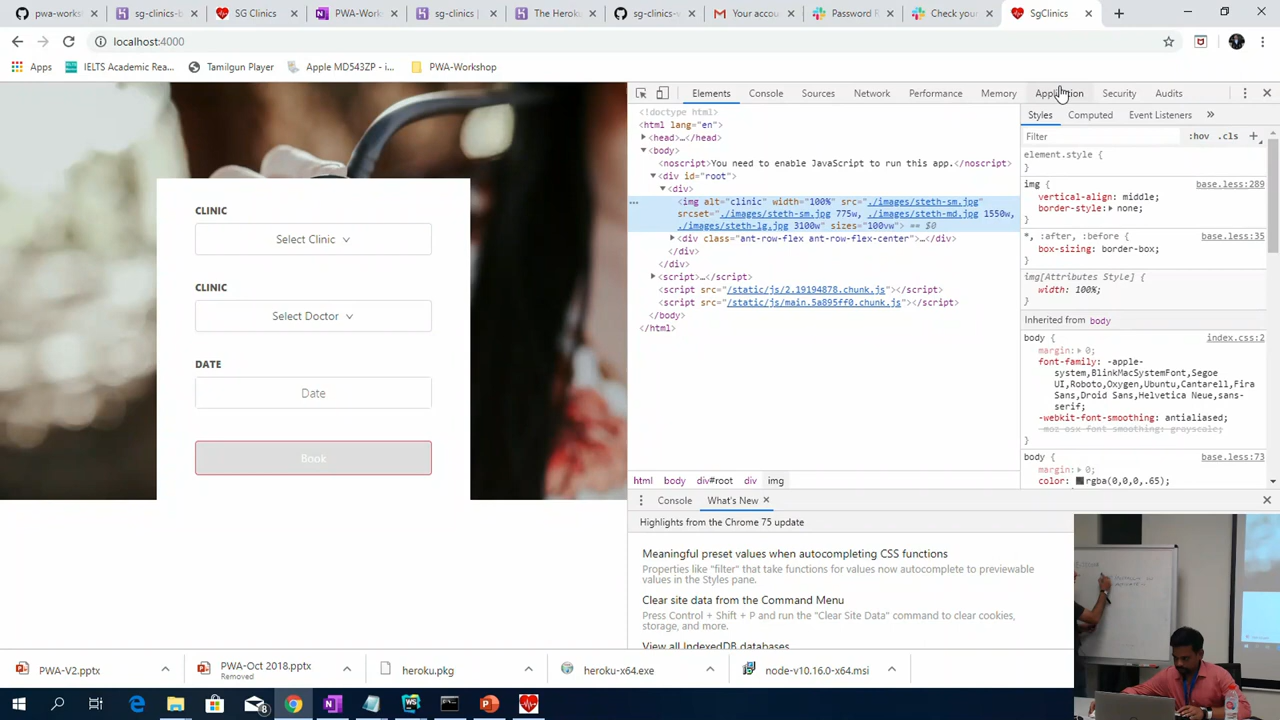 pwa-works
sg-clinics-b
SG Clinics
PWA-Work
sg-clinics |
The Herok
sg-clinics-
Your accou
Password R
Check your
SgClinics
localhost:4000
Apps
IELTS Academic Rea...
Tamilgun Player
Apple MD543ZP - i...
PWA-Workshop
CLINIC
Select Clinic
CLINIC
Select Doctor
DATE
Date
Book
Elements Console Sources Network Performance Memory Application Security Audits
<!doctype html>
<html lang="en">
<head>…</head>
<body>
<noscript>You need to enable JavaScript to run this app.</noscript>
<div id="root">
<div>
<img alt="clinic" width="100%" src="./images/steth-sm.jpg"
srcset="./images/steth-sm.jpg 775w, ./images/steth-md.jpg 1550w,
./images/steth-lg.jpg 3100w" sizes="100vw"> == $0
<div class="ant-row-flex ant-row-flex-center">…</div>
</div>
</div>
<script>…</script>
<script src="/static/js/2.19194878.chunk.js"></script>
<script src="/static/js/main.5a895ff0.chunk.js"></script>
</body>
</html>
html body div#root div img
Styles Computed Event Listeners »
Filter :hov .cls +
element.style {
}
img { base.less:289
vertical-align: middle;
border-style: none;
}
*, :after, :before { base.less:35
box-sizing: border-box;
}
img[Attributes Style] {
width: 100%;
}
Inherited from body
body { index.css:2
margin: 0;
font-family: -apple-
system,BlinkMacSystemFont,Segoe
UI,Roboto,Oxygen,Ubuntu,Cantarell,Fira
Sans,Droid Sans,Helvetica Neue,sans-
serif;
-webkit-font-smoothing: antialiased;
-moz-osx-font-smoothing: grayscale;
}
body { base.less:73
margin: 0;
color: rgba(0,0,0,.65);
Console What's New ×
Highlights from the Chrome 75 update
Meaningful preset values when autocompleting CSS functions
Properties like "filter" that take functions for values now autocomplete to previewable
values in the Styles pane.
Clear site data from the Command Menu
Press Control + Shift + P and run the "Clear Site Data" command to clear cookies,
storage, and more.
View all IndexedDB databases
PWA-V2.pptx
PWA-Oct 2018.pptx
Removed
heroku.pkg
heroku-x64.exe
node-v10.16.0-x64.msi
8